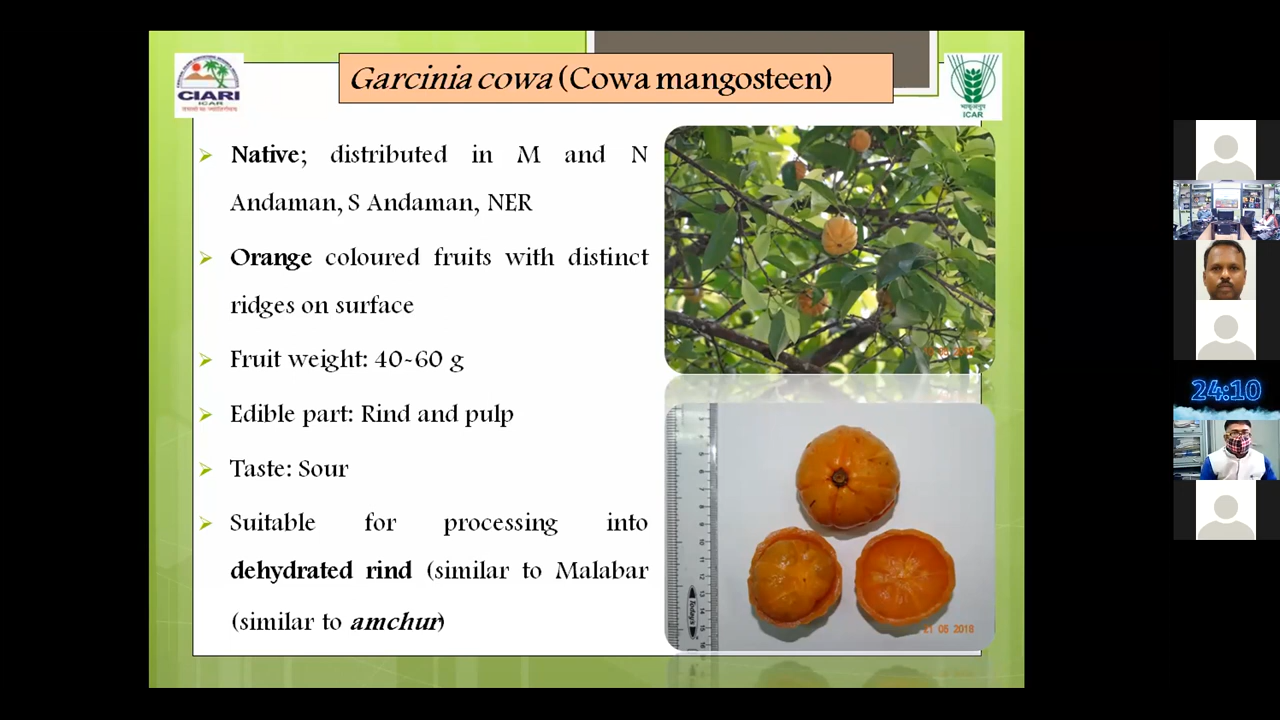 Garcinia cowa (Cowa mangosteen)
CIARI
ICAR
भाकृअनुप
ICAR
Native; distributed in M and N
Andaman, S Andaman, NER
Orange coloured fruits with distinct
ridges on surface
Fruit weight: 40-60 g
Edible part: Rind and pulp
Taste: Sour
Suitable for processing into
dehydrated rind (similar to Malabar
(similar to amchur)
Today's
21 05 2018
24:10